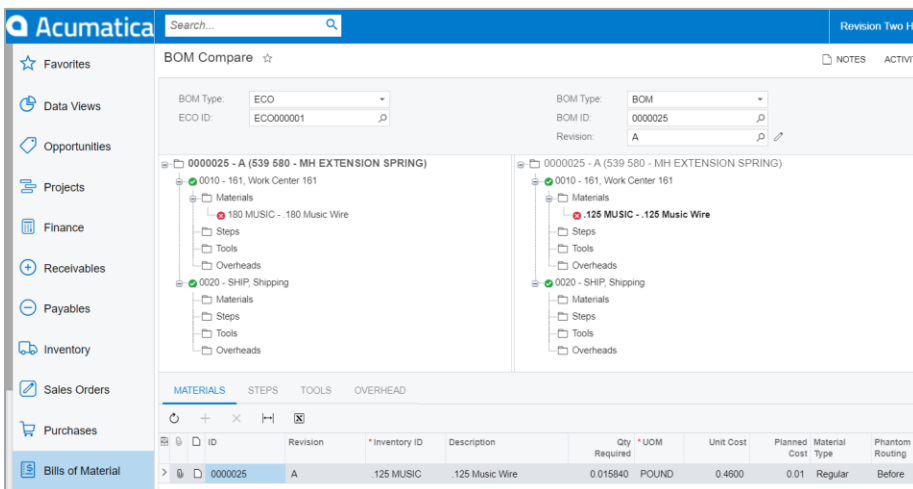 Acumatica
Search...
Revision Two H
Favorites
Data Views
Opportunities
Projects
Finance
Receivables
Payables
Inventory
Sales Orders
Purchases
Bills of Material
BOM Compare
NOTES ACTIVI
BOM Type: ECO
ECO ID: ECO000001
BOM Type: BOM
BOM ID: 0000025
Revision: A
0000025 - A (539 580 - MH EXTENSION SPRING)
0010 - 161, Work Center 161
Materials
180 MUSIC - .180 Music Wire
Steps
Tools
Overheads
0020 - SHIP, Shipping
Materials
Steps
Tools
Overheads
0000025 - A (539 580 - MH EXTENSION SPRING)
0010 - 161, Work Center 161
Materials
.125 MUSIC - .125 Music Wire
Steps
Tools
Overheads
0020 - SHIP, Shipping
Materials
Steps
Tools
Overheads
MATERIALS STEPS TOOLS OVERHEAD
ID Revision *Inventory ID Description Qty Required *UOM Unit Cost Planned Cost Material Type Phantom Routing
0000025 A .125 MUSIC .125 Music Wire 0.015840 POUND 0.4600 0.01 Regular Before